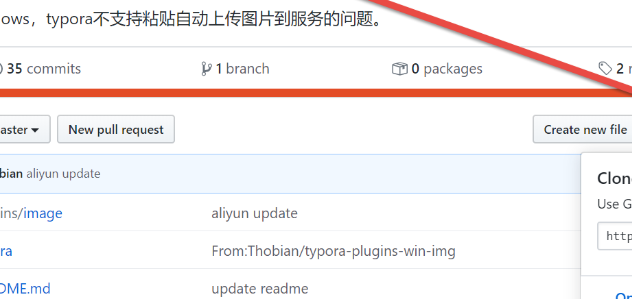 ows，typora不支持粘贴自动上传图片到服务的问题。
35 commits 1 branch 0 packages 2
aster New pull request Create new file
bian aliyun update
Clon
ins/image aliyun update
Use G
http
ra From:Thobian/typora-plugins-win-img
OME.md update readme